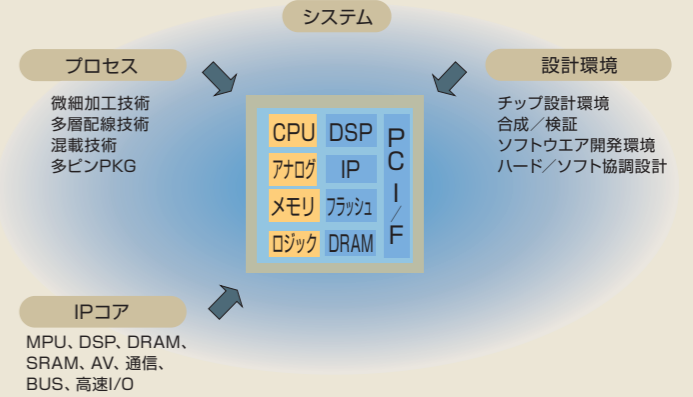 システム
プロセス
微細加工技術
多層配線技術
混載技術
多ピンPKG
設計環境
チップ設計環境
合成／検証
ソフトウエア開発環境
ハード／ソフト協調設計
CPU DSP
アナログ IP
メモリ フラッシュ
ロジック DRAM
PCI/F
IPコア
MPU、DSP、DRAM、
SRAM、AV、通信、
BUS、高速I/O